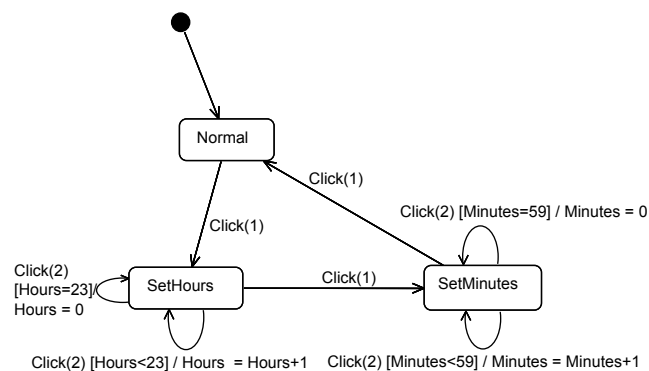 Normal
Click(1)
Click(1)
Click(2) [Minutes=59] / Minutes = 0
Click(2)
[Hours=23]/
Hours = 0
SetHours
Click(1)
SetMinutes
Click(2) [Hours<23] / Hours = Hours+1
Click(2) [Minutes<59] / Minutes = Minutes+1